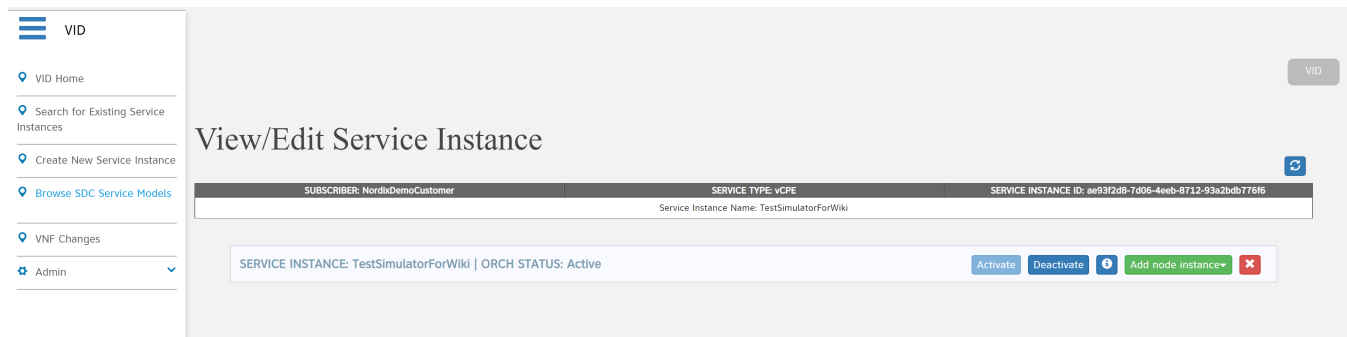 VID
VID Home
Search for Existing Service
Instances
Create New Service Instance
Browse SDC Service Models
VNF Changes
Admin
VID
View/Edit Service Instance
SUBSCRIBER: NordixDemoCustomer SERVICE TYPE: vCPE SERVICE INSTANCE ID: ae93f2d8-7d06-4eeb-8712-93a2bdb776f6
Service Instance Name: TestSimulatorForWiki
SERVICE INSTANCE: TestSimulatorForWiki | ORCH STATUS: Active Activate Deactivate Add node instance